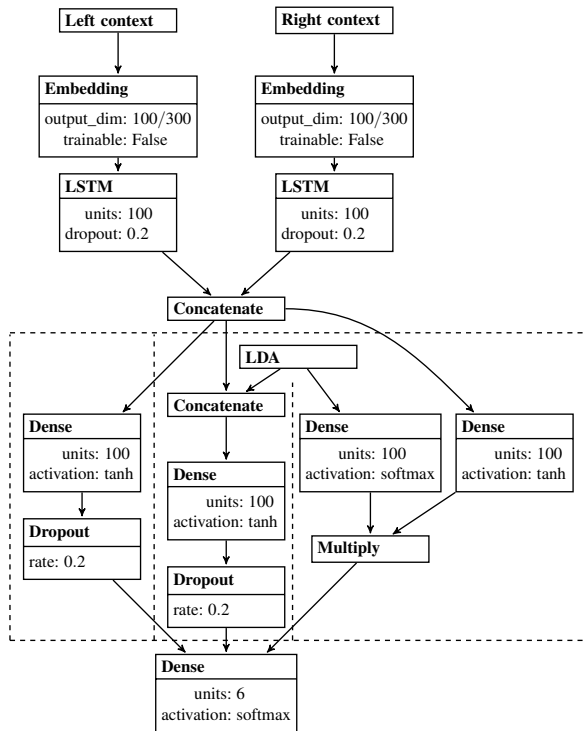 Left context
Right context
Embedding
output_dim: 100/300
trainable: False
Embedding
output_dim: 100/300
trainable: False
LSTM
units: 100
dropout: 0.2
LSTM
units: 100
dropout: 0.2
Concatenate
LDA
Concatenate
Dense
units: 100
activation: tanh
Dense
units: 100
activation: softmax
Dense
units: 100
activation: tanh
Dense
units: 100
activation: tanh
Dropout
rate: 0.2
Multiply
Dropout
rate: 0.2
Dense
units: 6
activation: softmax